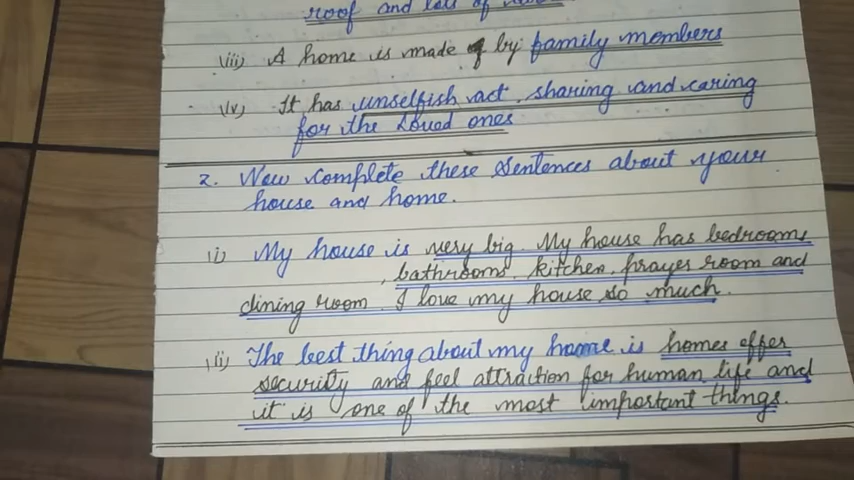 roof and lots of
(iii) A home is made by family members
(iv) It has unselfish act, sharing and caring
for the loved ones
2. Now complete these sentences about your
house and home.
(i) My house is very big. My house has bedrooms
, bathrooms, kitchen, prayer room and
dining room. I love my house so much.
(ii) The best thing about my home is homes offer
security and feel attraction for human life and
it is one of the most important things.